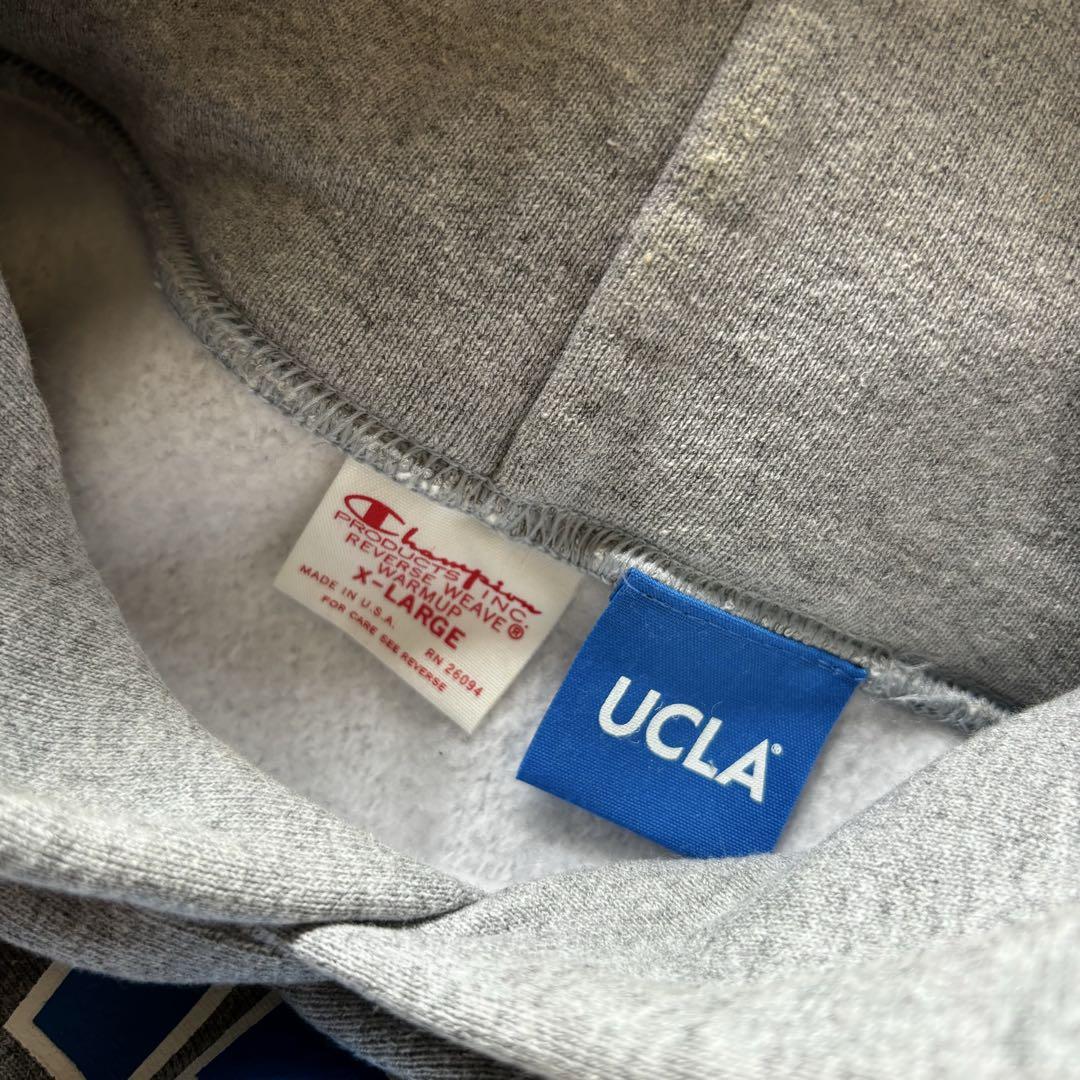 Champion
PRODUCTS INC.
REVERSE WEAVE®
WARMUP
X-LARGE
MADE IN U.S.A.
RN 26094
FOR CARE SEE REVERSE
UCLA®